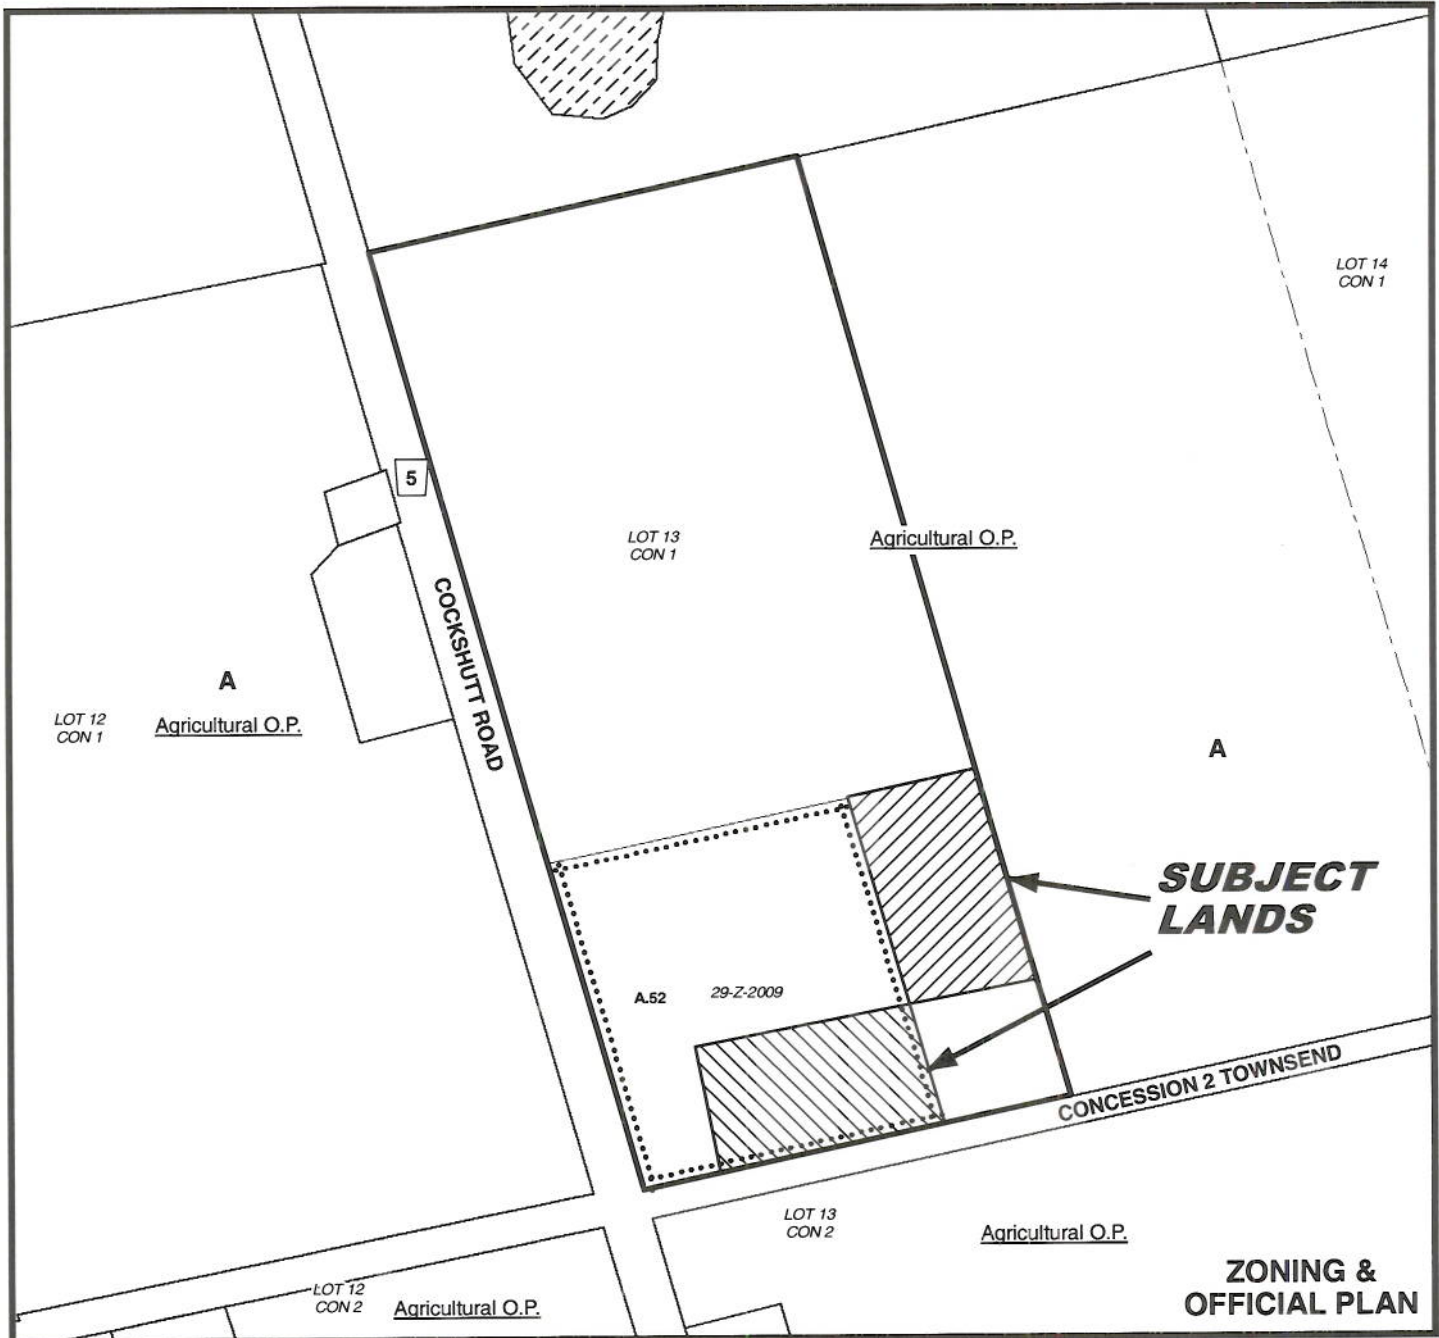 LOT 14
CON 1
5
LOT 13
CON 1
Agricultural O.P.
COCKSHUTT ROAD
A
LOT 12
CON 1
Agricultural O.P.
A
SUBJECT
LANDS
A.52
29-Z-2009
CONCESSION 2 TOWNSEND
LOT 13
CON 2
Agricultural O.P.
LOT 12
CON 2
Agricultural O.P.
ZONING &
OFFICIAL PLAN